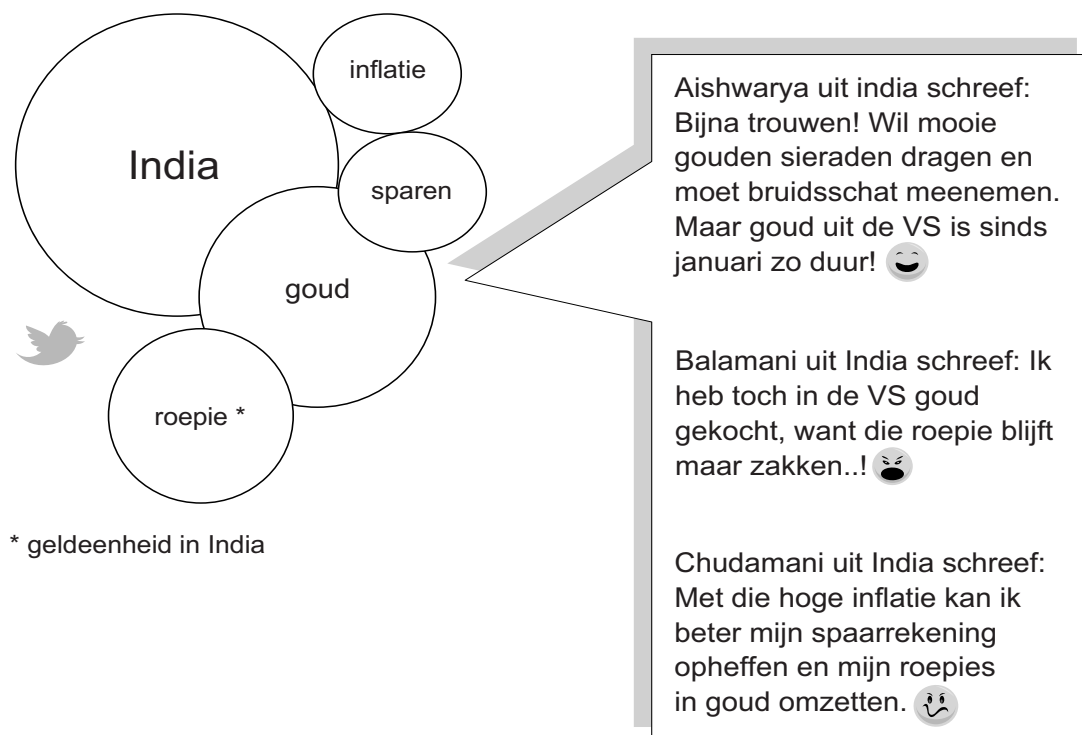 India
inflatie
sparen
goud
roepie *
* geldeenheid in India
Aishwarya uit india schreef:
Bijna trouwen! Wil mooie
gouden sieraden dragen en
moet bruidsschat meenemen.
Maar goud uit de VS is sinds
januari zo duur!
Balamani uit India schreef: Ik
heb toch in de VS goud
gekocht, want die roepie blijft
maar zakken..!
Chudamani uit India schreef:
Met die hoge inflatie kan ik
beter mijn spaarrekening
opheffen en mijn roepies
in goud omzetten.